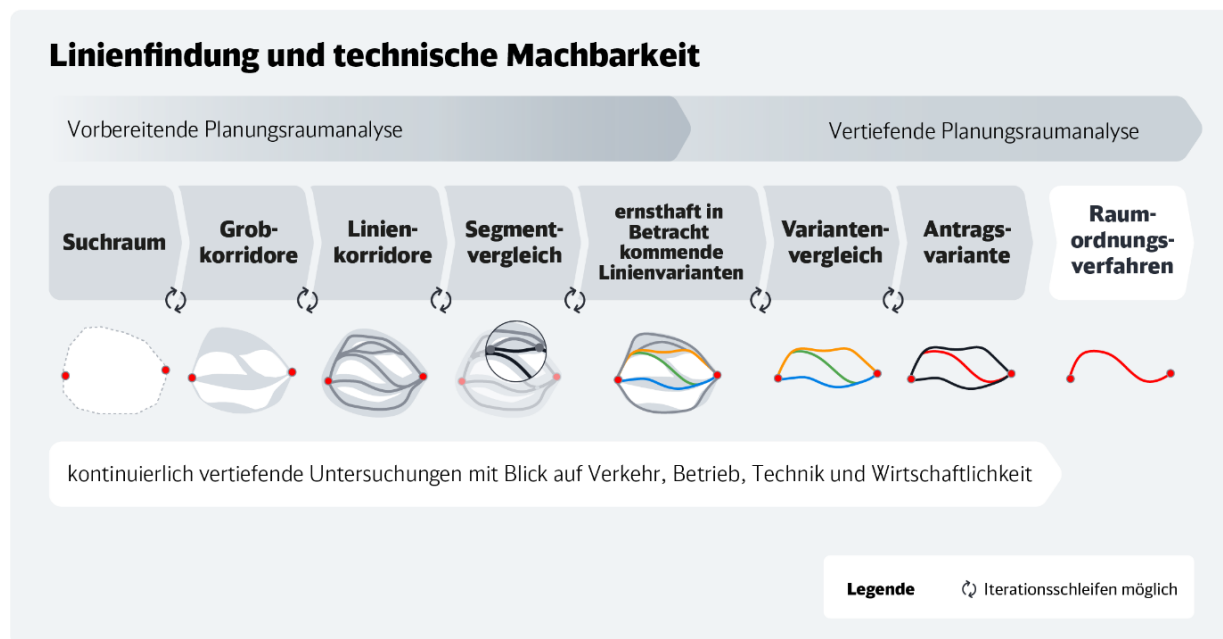 Linienfindung und technische Machbarkeit
Vorbereitende Planungsraumanalyse
Vertiefende Planungsraumanalyse
Suchraum
Grob-
korridore
Linien-
korridore
Segment-
vergleich
ernsthaft in
Betracht
kommende
Linienvarianten
Varianten-
vergleich
Antrags-
variante
Raum-
ordnungs-
verfahren
kontinuierlich vertiefende Untersuchungen mit Blick auf Verkehr, Betrieb, Technik und Wirtschaftlichkeit
Legende
Iterationsschleifen möglich